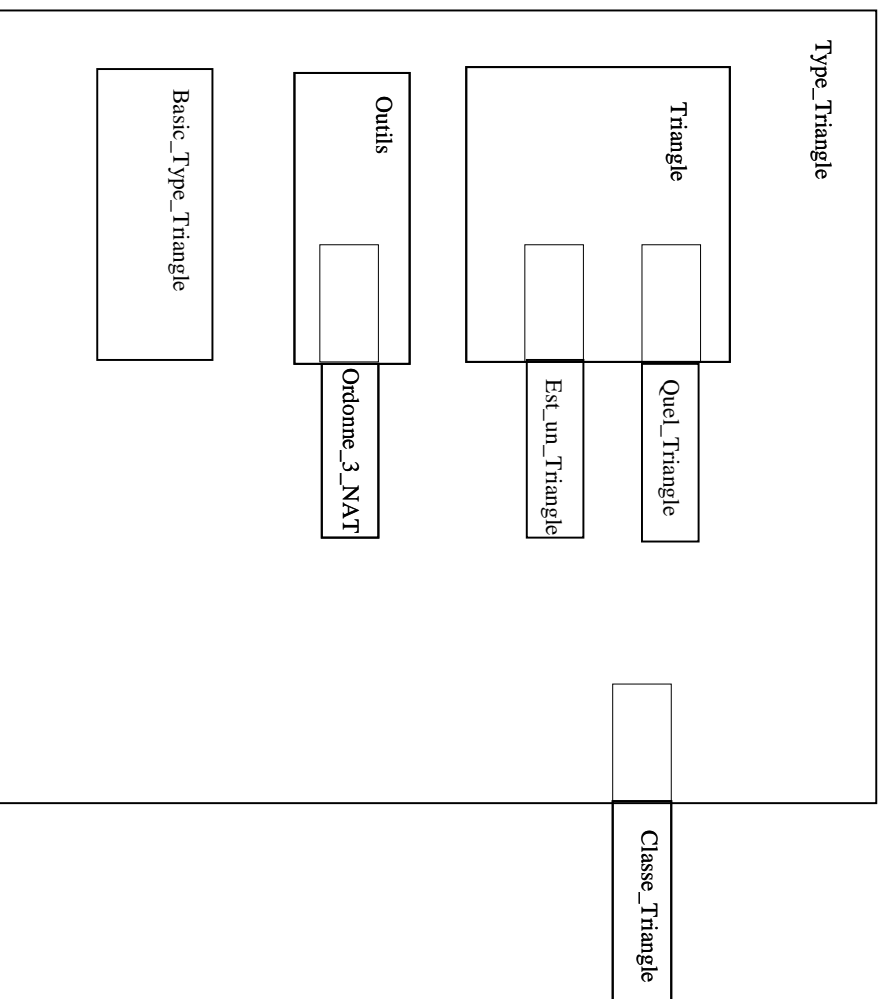 Type_Triangle
Triangle
Quel_Triangle
Est_un_Triangle
Outils
Ordonne_3_NAT
Basic_Type_Triangle
Classe_Triangle